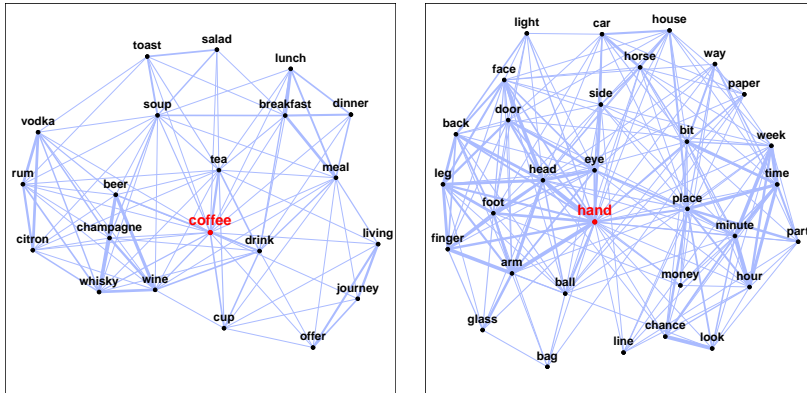 toast
salad
lunch
soup
breakfast
dinner
vodka
tea
meal
rum
beer
coffee
champagne
drink
living
citron
whisky
wine
journey
cup
offer
light
car
house
horse
way
face
side
paper
door
back
bit
week
leg
head
eye
time
foot
hand
place
finger
minute
part
arm
ball
money
hour
glass
chance
look
line
bag